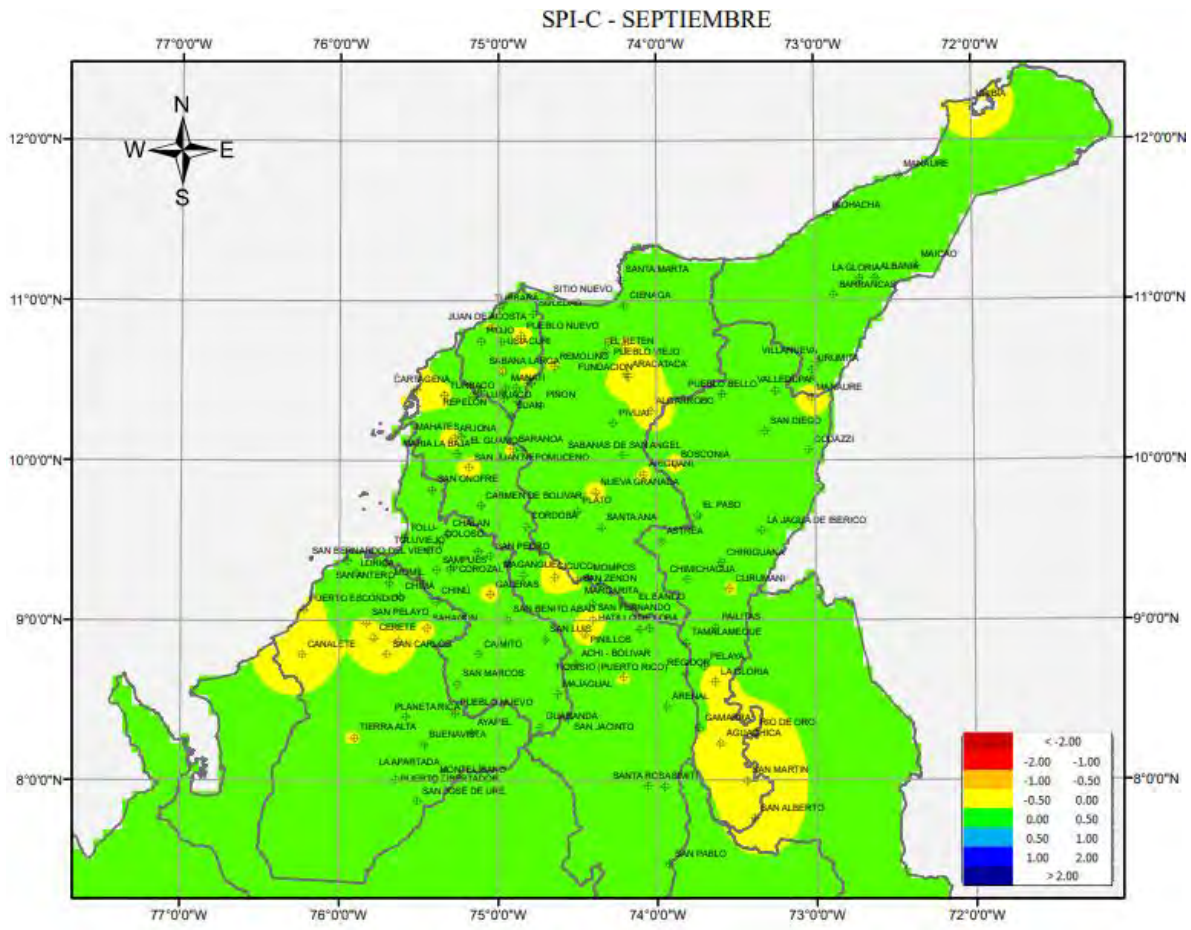 SPI-C - SEPTIEMBRE
77°0'0"W 76°0'0"W 75°0'0"W 74°0'0"W 73°0'0"W 72°0'0"W
N
W E
S
12°0'0"N 12°0'0"N
MANAURE
MAICAO
LA GLORIA ALBANIA
BARRANCAS
SANTA MARTA
SITIO NUEVO
CIENAGA
11°0'0"N 11°0'0"N
JUAN DE ACOSTA
PUEBLO NUEVO
USIACURI
EL RETEN
PUEBLO VIEJO
SABANA LARGA REMOLINO
FUNDACION ARACATACA
VILLANUEVA
URUMITA
CARTAGENA
TURBACO
MANATI
PIÑON
REPELON
SUAN
PUEBLO BELLO
VALLEDUPAR
MANAURE
ALGARROBO
PIVIJAY
SAN DIEGO
MAHATES
ARJONA
MARIA LA BAJA
EL GUAMO
BARANOA
SABANAS DE SAN ANGEL
CODAZZI
10°0'0"N 10°0'0"N
SAN JUAN NEPOMUCENO
ARIGUANI
BOSCONIA
SAN ONOFRE
NUEVA GRANADA
CARMEN DE BOLIVAR
PLATO
EL PASO
CORDOBA
SANTA ANA
LA JAGUA DE IBERICO
TOLU
CHALAN
COLOSO
TOLUVIEJO
ASTREA
SAN BERNARDO DEL VIENTO
SAN PEDRO
CHIRIGUANA
LORICA
SAMPUES
COROZAL
MAGANGUE
MOMPOS
SAN ZENON
CHIMICHAGUA
SAN ANTERO
MOMIL
CHIMA
CHINÚ
GALERAS
MARGARITA
CURUMANI
PUERTO ESCONDIDO
EL BANCO
SAN PELAYO
SAN BENITO ABAD
SAN FERNANDO
9°0'0"N 9°0'0"N
SAHAGUN
HATILLO DE LOBA
PAILITAS
CERETE
SAN LUIS
TAMALAMEQUE
CANALETE
SAN CARLOS
CAIMITO
PINILLOS
ACHI - BOLIVAR
PELAYA
REGIDOR
LA GLORIA
SAN MARCOS
MAJAGUAL
ARENAL
PLANETA RICA
PUEBLO NUEVO
GUARANDA
SAN JACINTO
GAMARRA
RIO DE ORO
TIERRA ALTA
AYAPEL
BUENAVISTA
AGUACHICA
LA APARTADA
MONTELIBANO
SAN MARTIN
8°0'0"N 8°0'0"N
PUERTO LIBERTADOR
SAN JOSE DE URE
SAN ALBERTO
SAN PABLO
< -2.00
-2.00 -1.00
-1.00 -0.50
-0.50 0.00
0.00 0.50
0.50 1.00
1.00 2.00
> 2.00
77°0'0"W 76°0'0"W 75°0'0"W 74°0'0"W 73°0'0"W 72°0'0"W